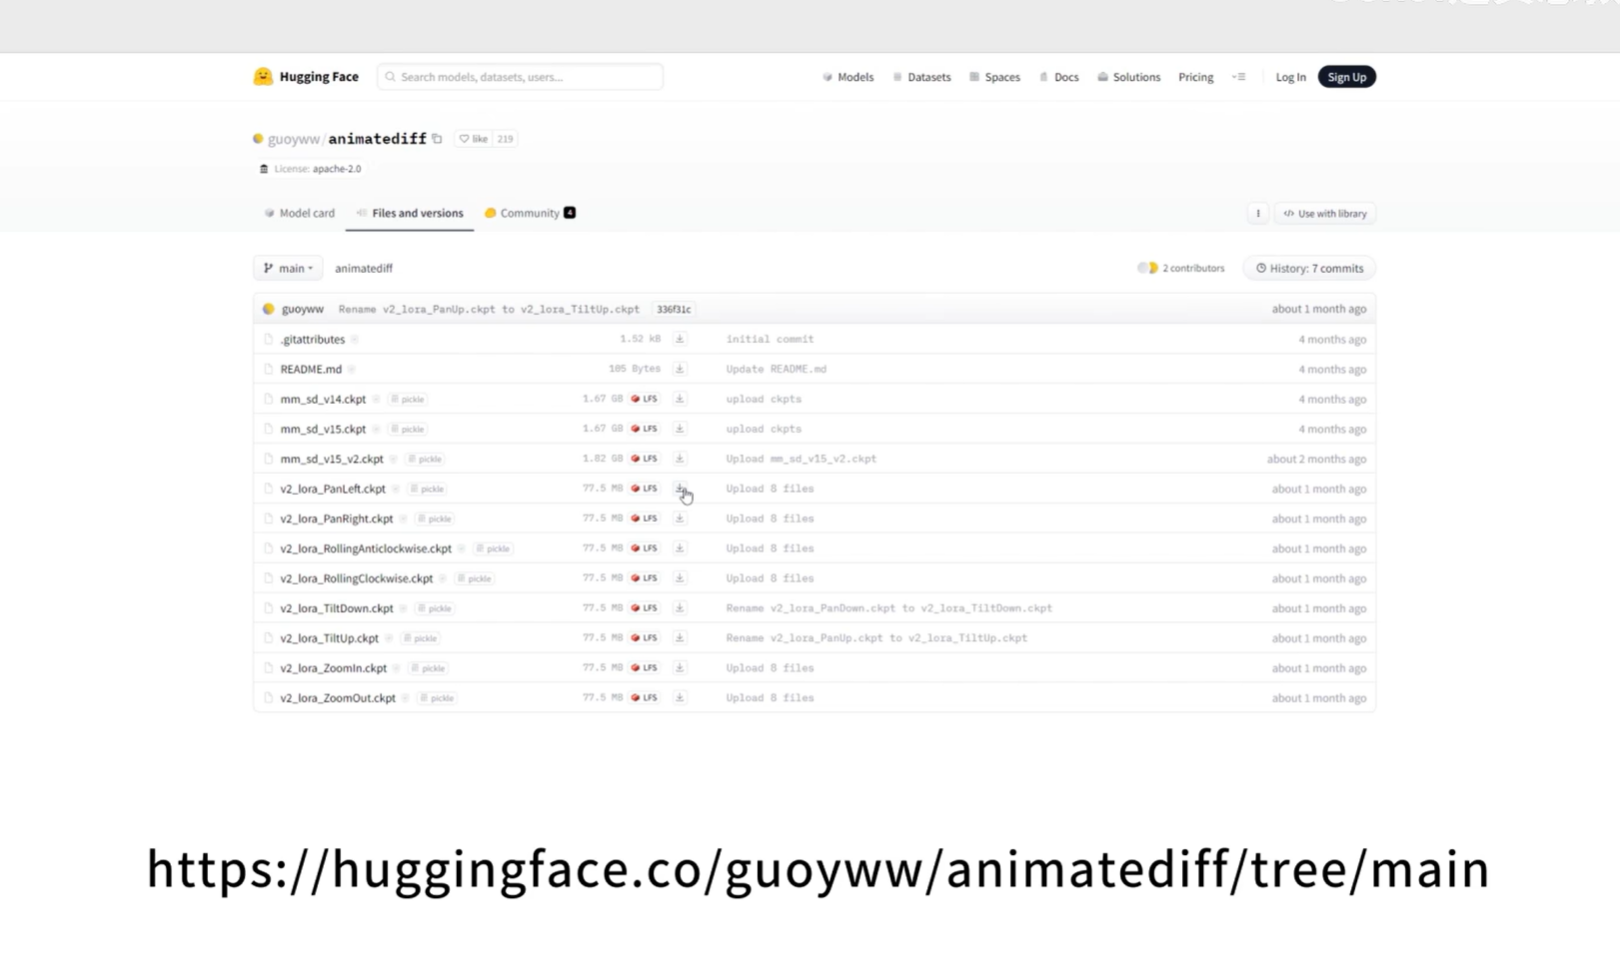 Hugging Face Search models, datasets, users... Models Datasets Spaces Docs Solutions Pricing Log In Sign Up
guoyww/animatediff like 219
License: apache-2.0
Model card Files and versions Community 4 Use with library
main animatediff 2 contributors History: 7 commits
guoyww Rename v2_lora_PanUp.ckpt to v2_lora_TiltUp.ckpt 336f31c about 1 month ago
.gitattributes 1.52 kB initial commit 4 months ago
README.md 105 Bytes Update README.md 4 months ago
mm_sd_v14.ckpt pickle 1.67 GB LFS upload ckpts 4 months ago
mm_sd_v15.ckpt pickle 1.67 GB LFS upload ckpts 4 months ago
mm_sd_v15_v2.ckpt pickle 1.82 GB LFS Upload mm_sd_v15_v2.ckpt about 2 months ago
v2_lora_PanLeft.ckpt pickle 77.5 MB LFS Upload 8 files about 1 month ago
v2_lora_PanRight.ckpt pickle 77.5 MB LFS Upload 8 files about 1 month ago
v2_lora_RollingAnticlockwise.ckpt pickle 77.5 MB LFS Upload 8 files about 1 month ago
v2_lora_RollingClockwise.ckpt pickle 77.5 MB LFS Upload 8 files about 1 month ago
v2_lora_TiltDown.ckpt pickle 77.5 MB LFS Rename v2_lora_PanDown.ckpt to v2_lora_TiltDown.ckpt about 1 month ago
v2_lora_TiltUp.ckpt pickle 77.5 MB LFS Rename v2_lora_PanUp.ckpt to v2_lora_TiltUp.ckpt about 1 month ago
v2_lora_ZoomIn.ckpt pickle 77.5 MB LFS Upload 8 files about 1 month ago
v2_lora_ZoomOut.ckpt pickle 77.5 MB LFS Upload 8 files about 1 month ago
https://huggingface.co/guoyww/animatediff/tree/main